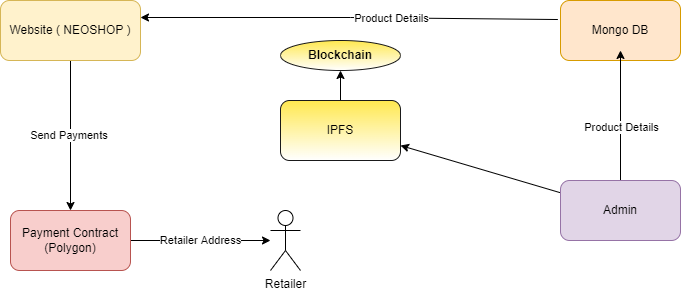 Product Details
Website ( NEOSHOP )
Mongo DB
Blockchain
IPFS
Product Details
Send Payments
Admin
Payment Contract
(Polygon)
Retailer Address
Retailer